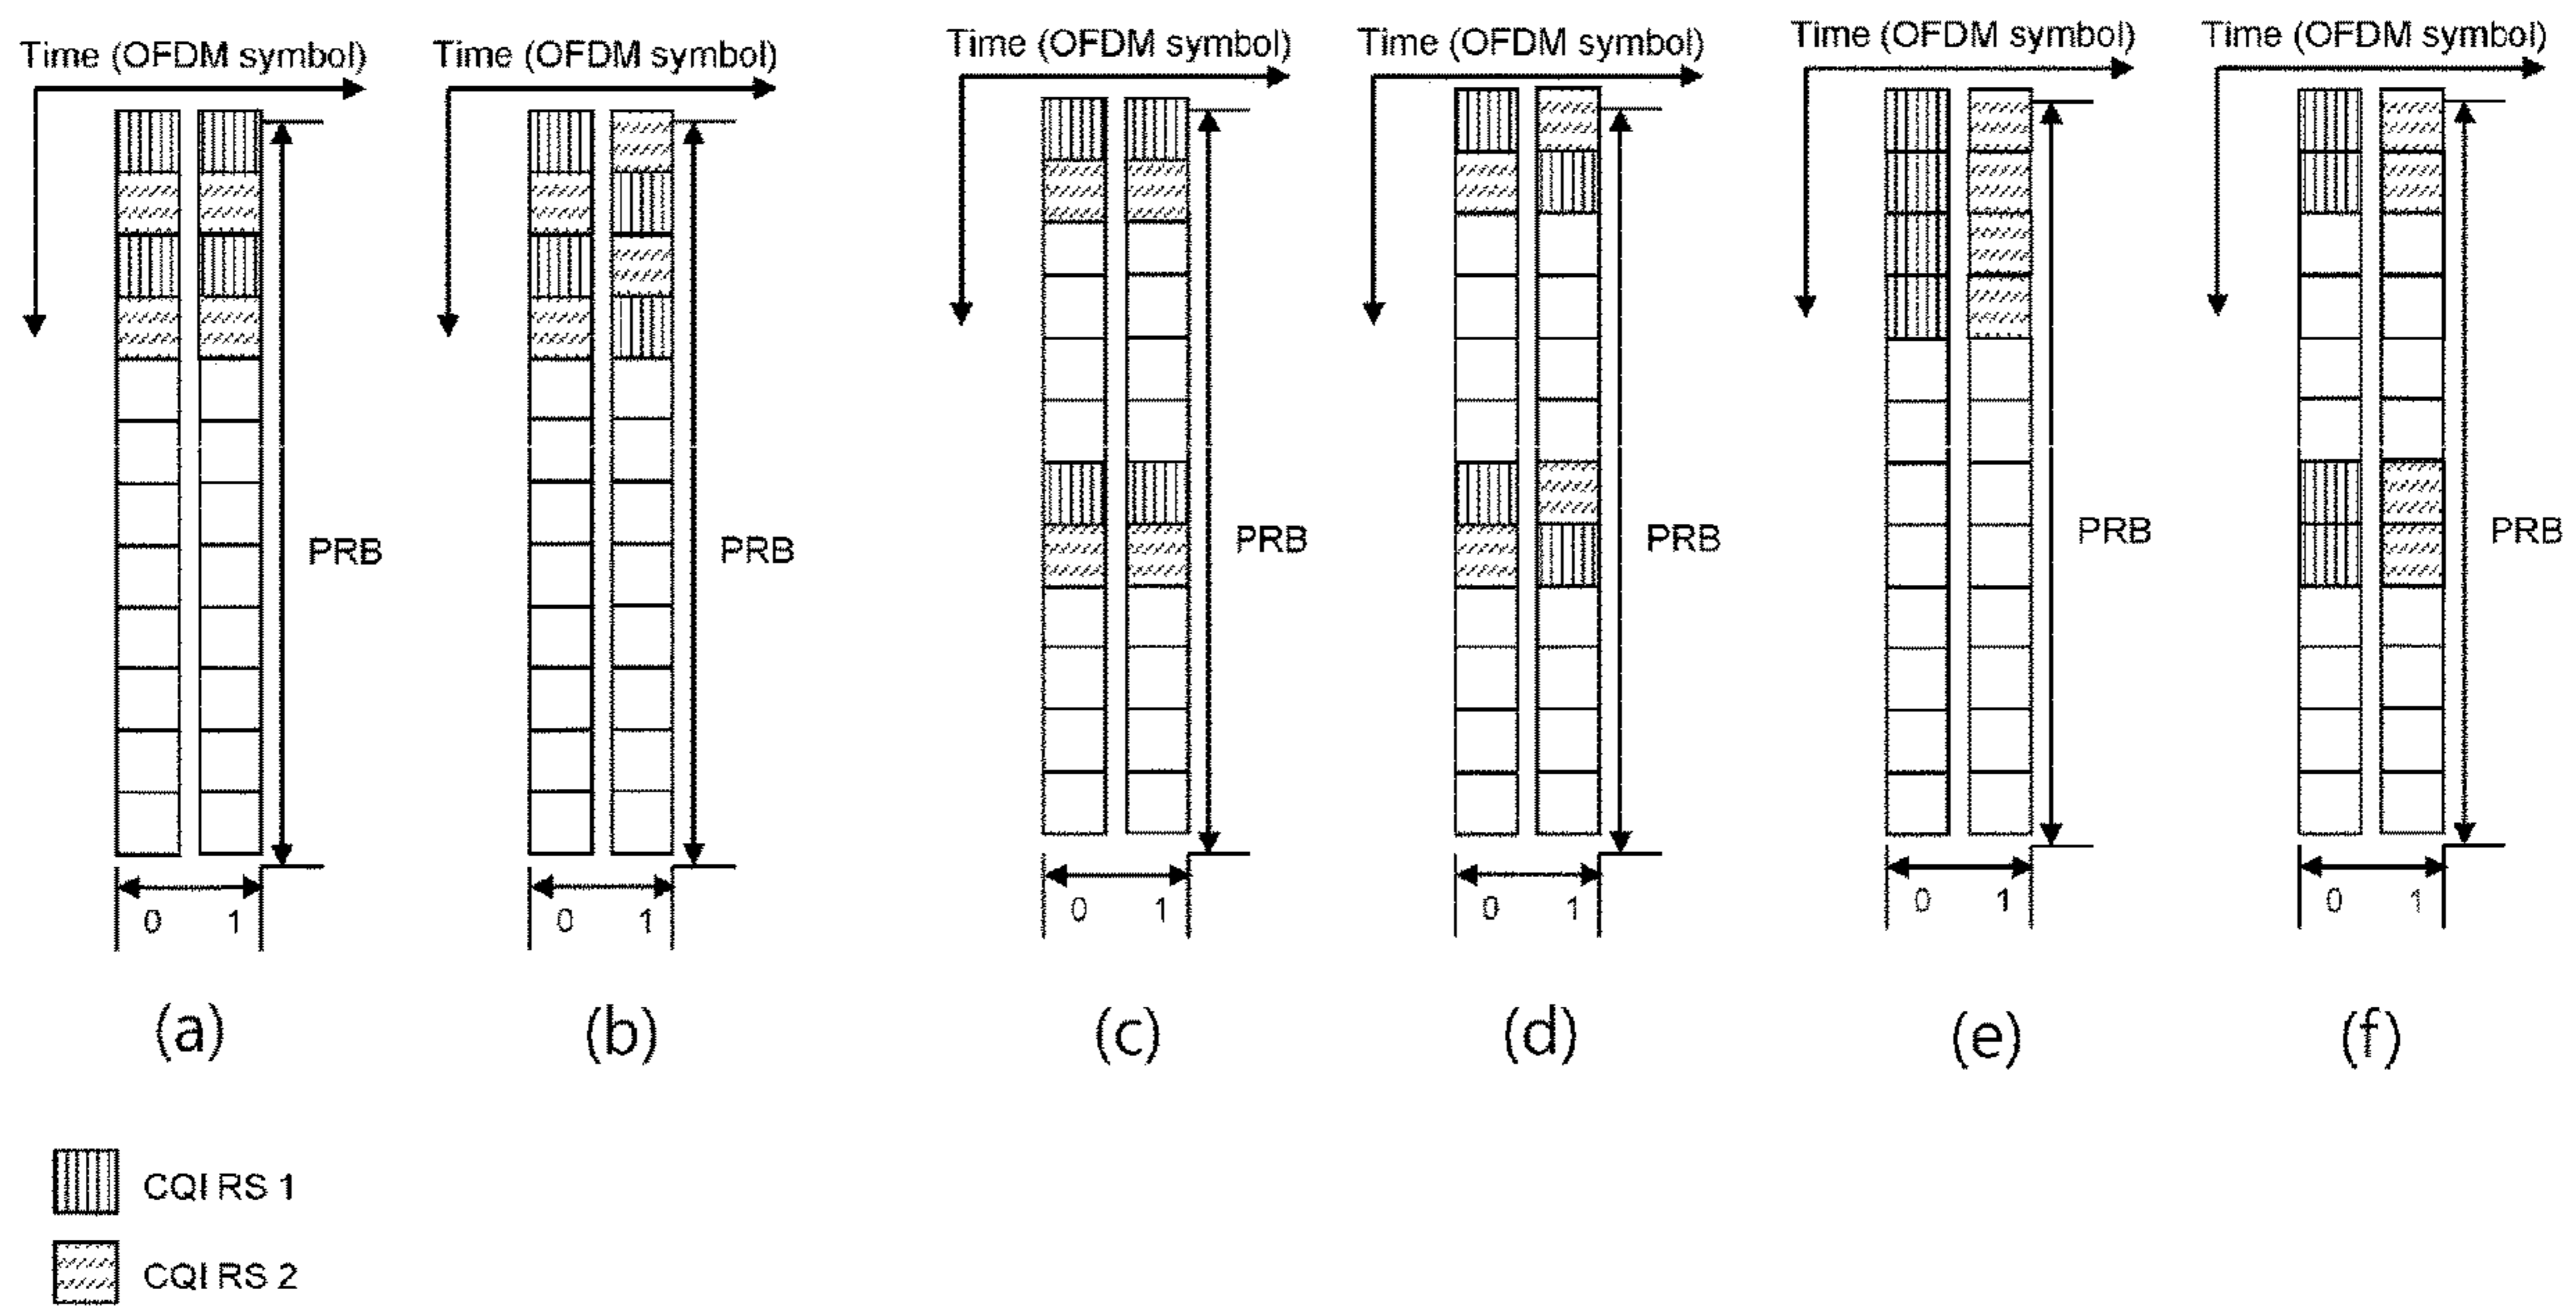 Time (OFDM symbol) Time (OFDM symbol) Time (OFDM symbol) Time (OFDM symbol) Time (OFDM symbol) Time (OFDM symbol)
PRB PRB PRB PRB PRB PRB
0 1 0 1 0 1 0 1 0 1 0 1
(a) (b) (c) (d) (e) (f)
CQI RS 1
CQI RS 2